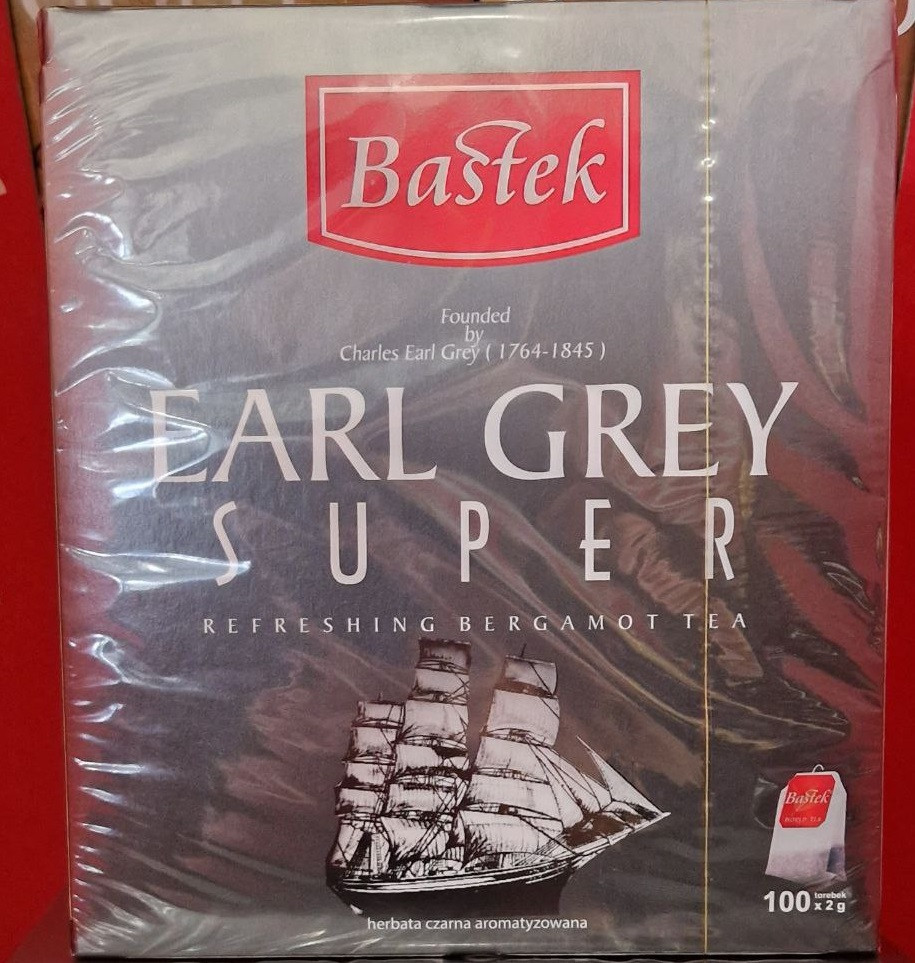 Bastek
Founded
by
Charles Earl Grey ( 1764-1845 )
EARL GREY
SUPER
REFRESHING BERGAMOT TEA
Bastek
100 torebek
x 2 g
herbata czarna aromatyzowana